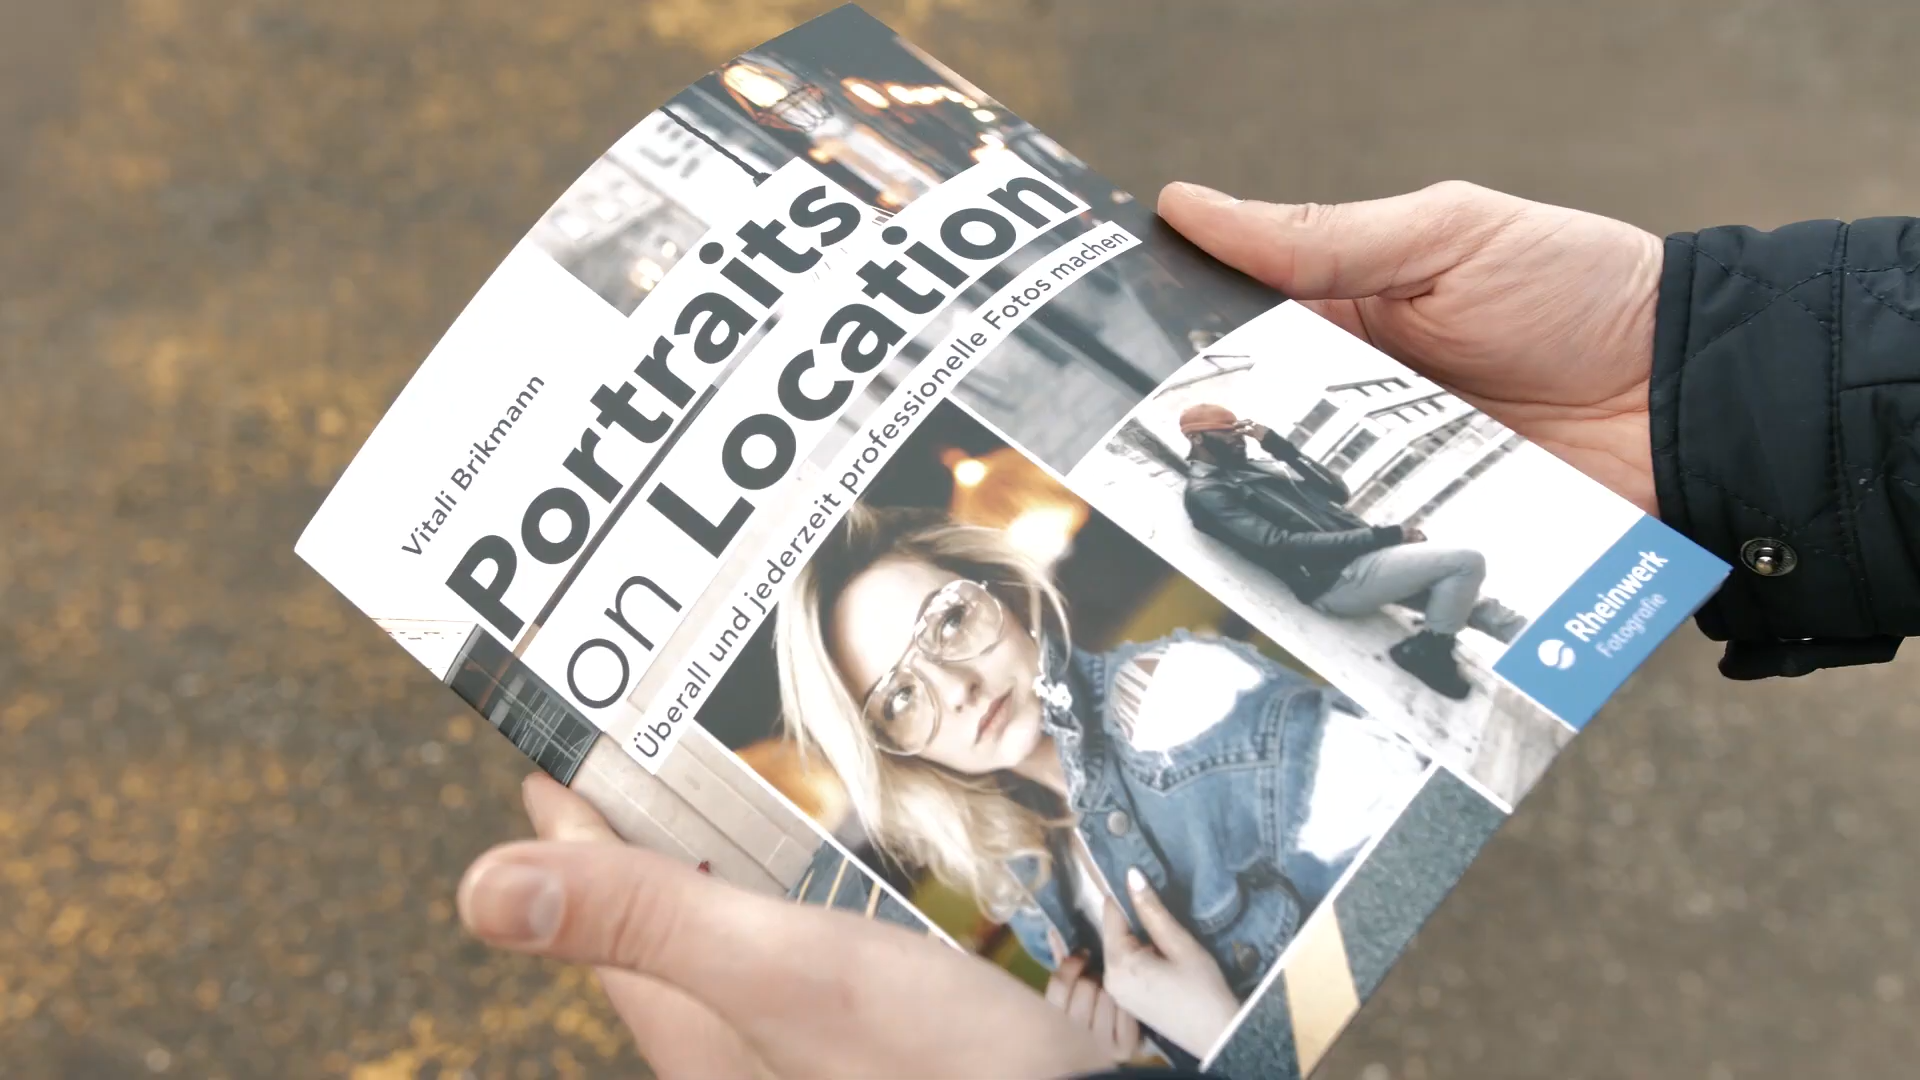 Vitali Brikmann
Portraits
on Location
Überall und jederzeit professionelle Fotos machen
Rheinwerk
Fotografie